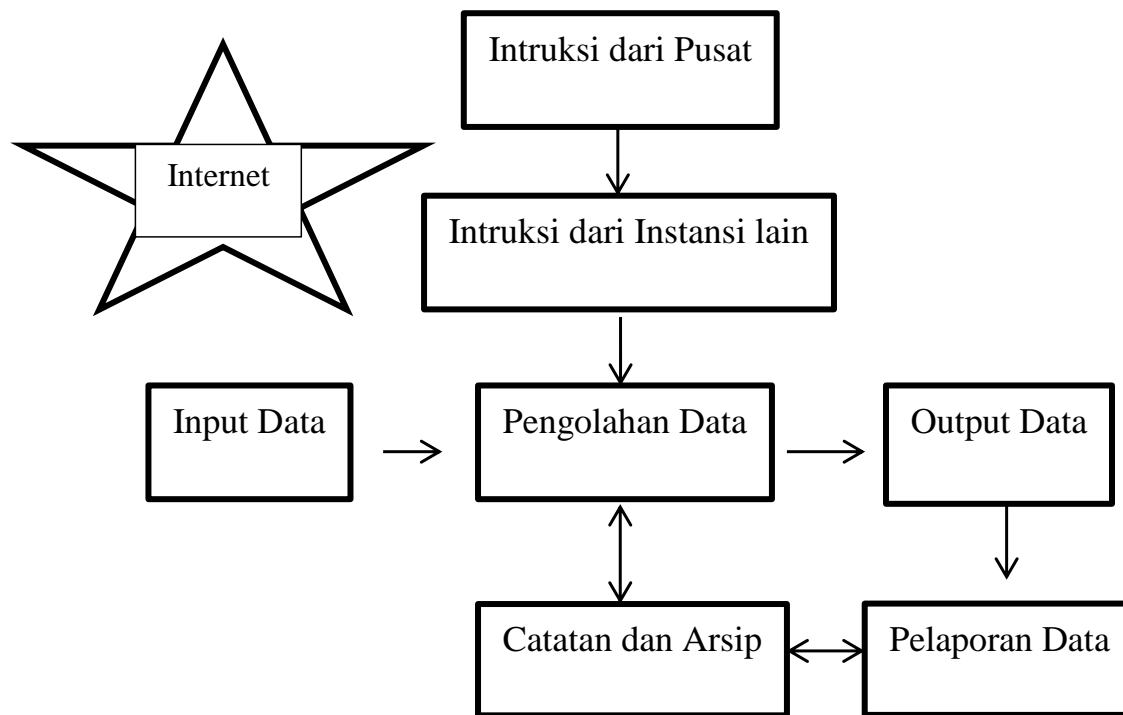 Intruksi dari Pusat
Internet
Intruksi dari Instansi lain
Input Data
Pengolahan Data
Output Data
Catatan dan Arsip
Pelaporan Data